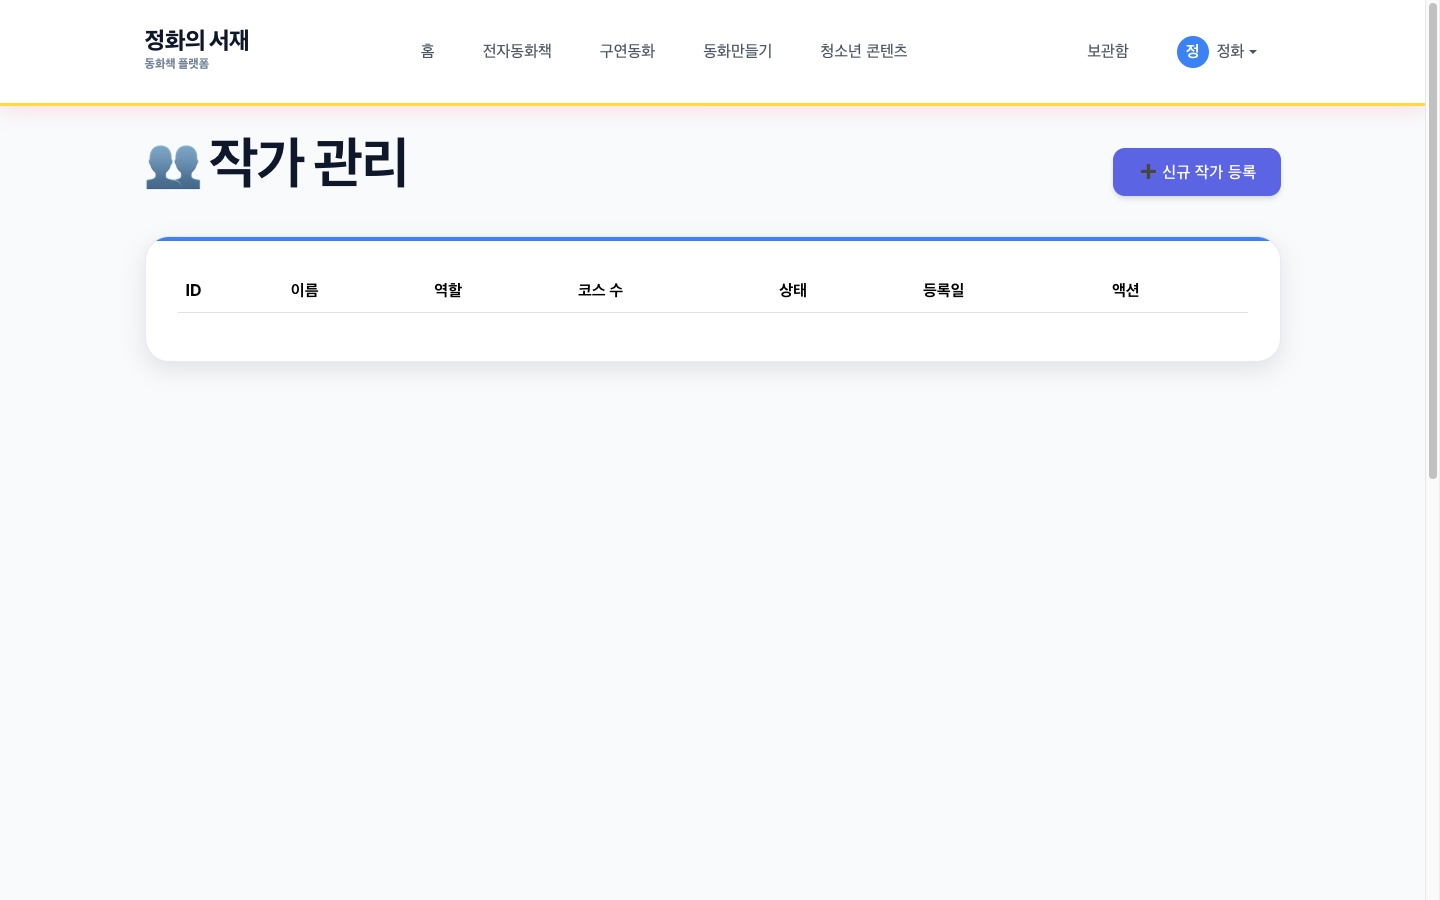 정화의 서재
동화책 플랫폼
홈 전자동화책 구연동화 동화만들기 청소년 콘텐츠 보관함 정 정화
작가 관리
신규 작가 등록
ID 이름 역할 코스 수 상태 등록일 액션